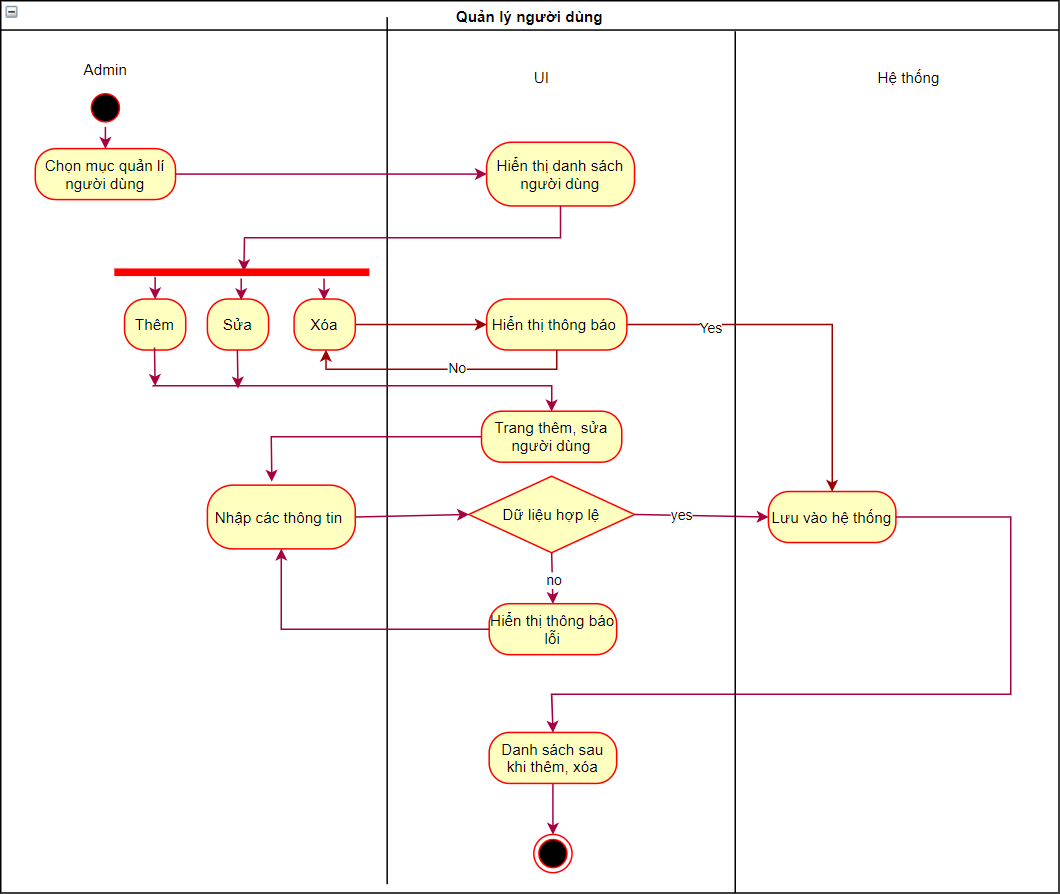 Quản lý người dùng
Admin
UI
Hệ thống
Chọn mục quản lí
người dùng
Hiển thị danh sách
người dùng
Thêm
Sửa
Xóa
Hiển thị thông báo
Yes
No
Trang thêm, sửa
người dùng
Nhập các thông tin
Dữ liệu hợp lệ
yes
Lưu vào hệ thống
no
Hiển thị thông báo
lỗi
Danh sách sau
khi thêm, xóa